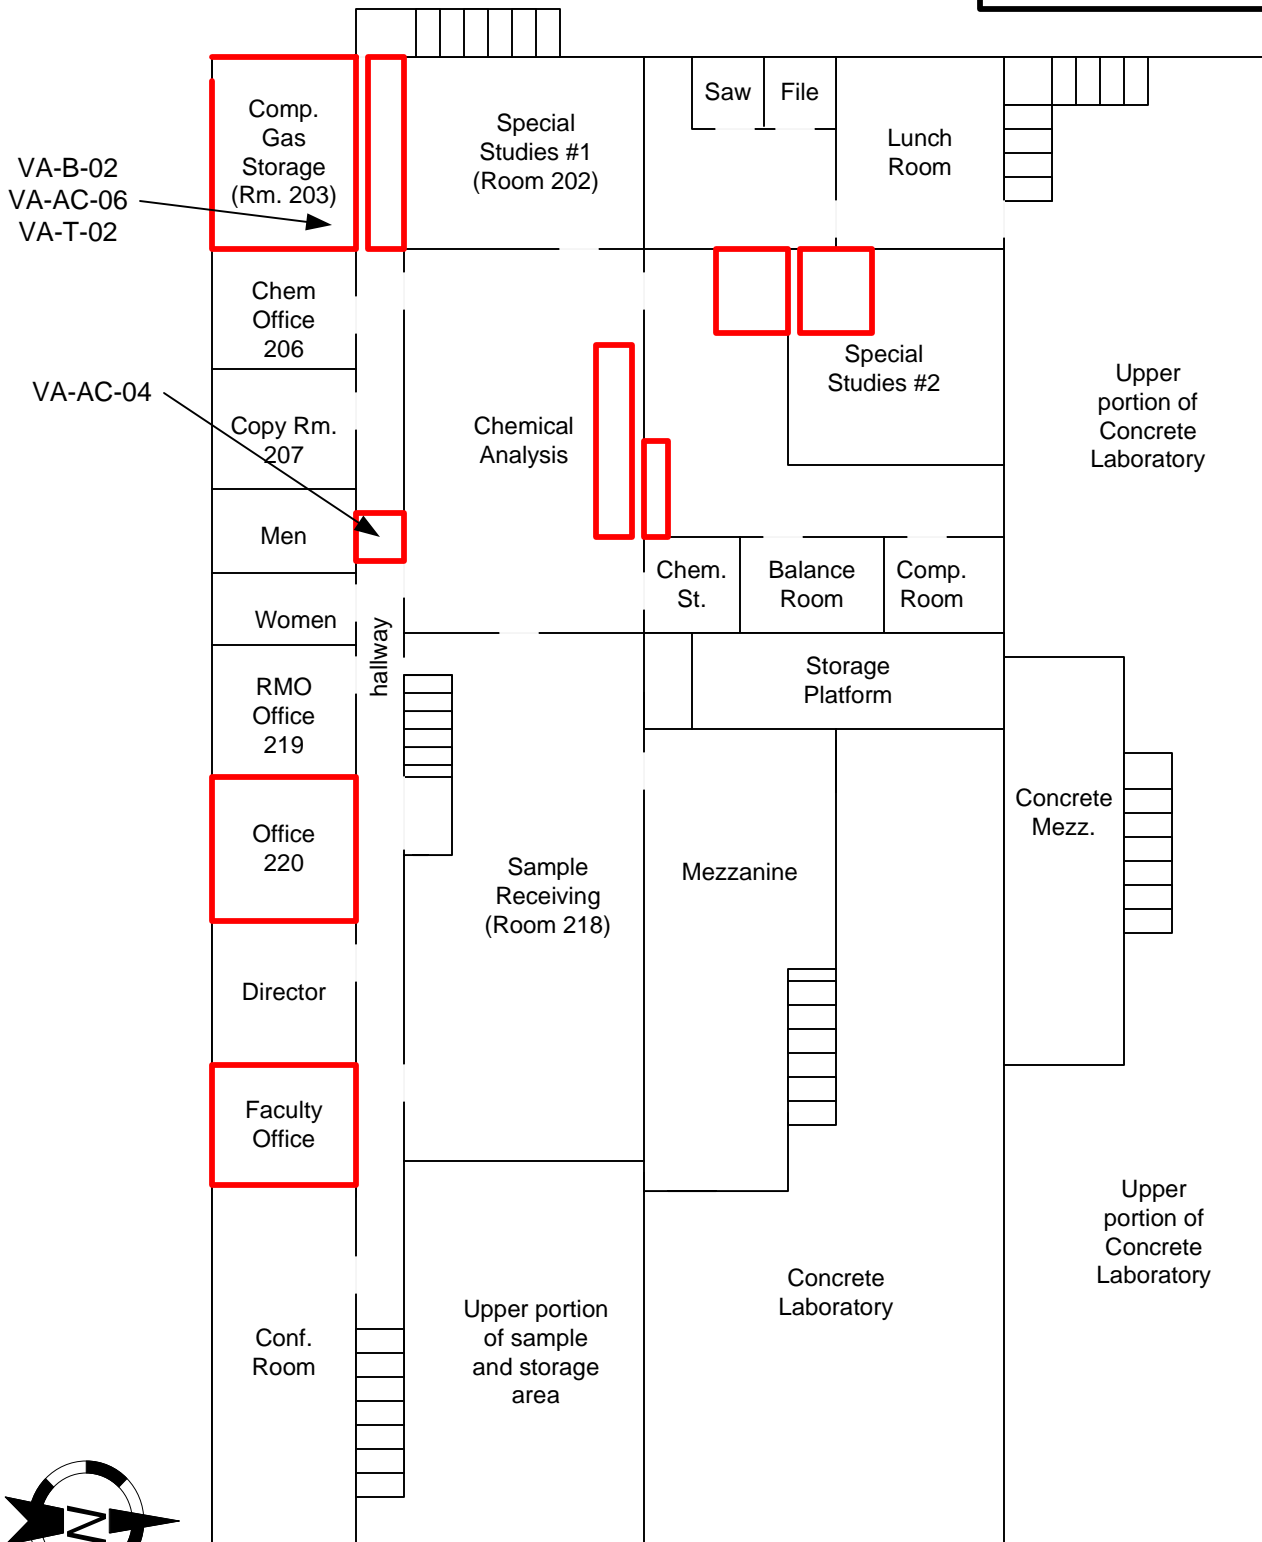 Saw
File
Comp.
Gas
Storage
(Rm. 203)
Special
Studies #1
(Room 202)
Lunch
Room
VA-B-02
VA-AC-06
VA-T-02
Chem
Office
206
Special
Studies #2
Upper
portion of
Concrete
Laboratory
VA-AC-04
Copy Rm.
207
Chemical
Analysis
Men
Chem.
St.
Balance
Room
Comp.
Room
Women
hallway
RMO
Office
219
Storage
Platform
Office
220
Concrete
Mezz.
Sample
Receiving
(Room 218)
Mezzanine
Director
Faculty
Office
Upper
portion of
Concrete
Laboratory
Concrete
Laboratory
Conf.
Room
Upper portion
of sample
and storage
area
N